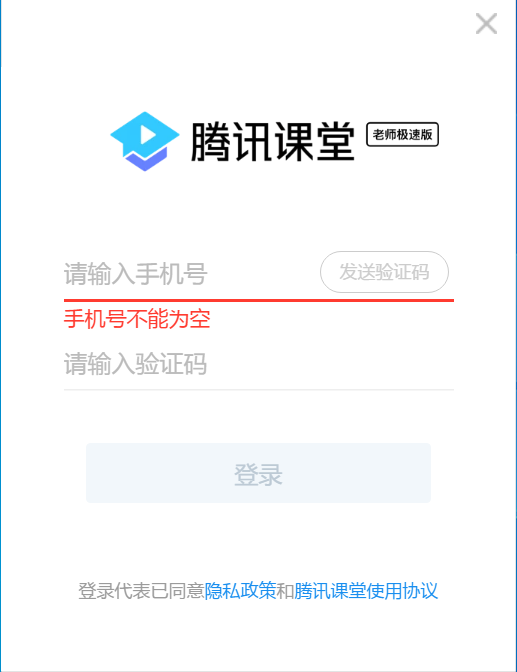 腾讯课堂 老师极速版
请输入手机号 发送验证码
手机号不能为空
请输入验证码
登录
登录代表已同意隐私政策和腾讯课堂使用协议